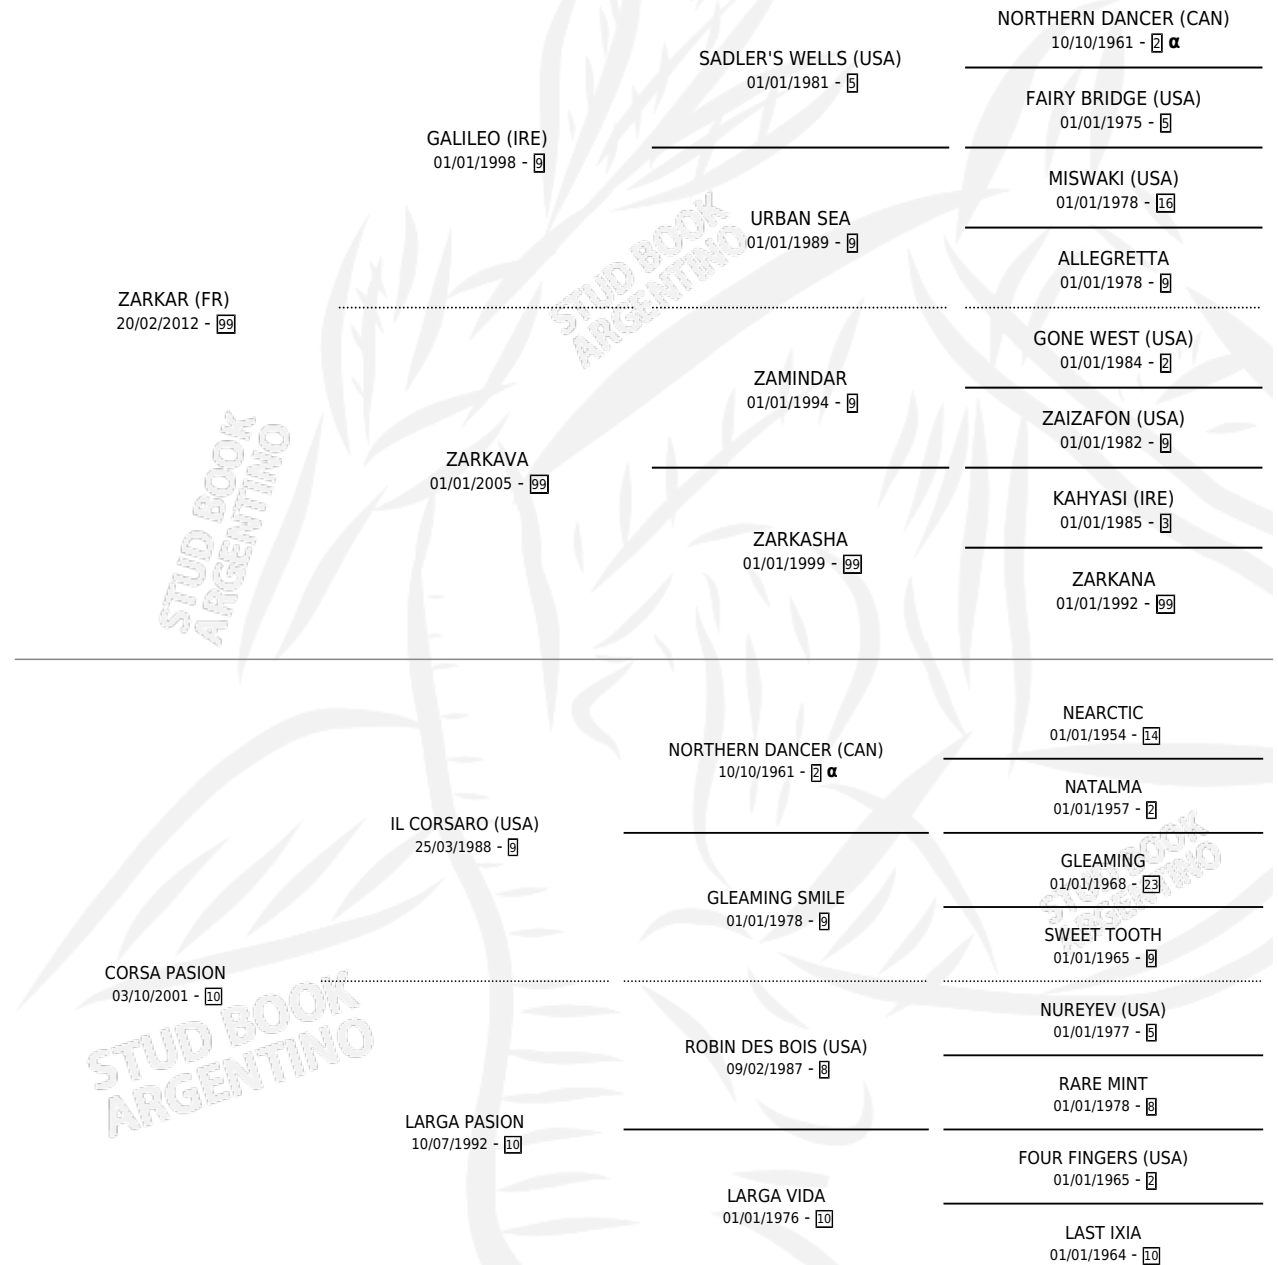 NORTHERN DANCER (CAN)
10/10/1961 - 2 α
SADLER'S WELLS (USA)
01/01/1981 - 5
FAIRY BRIDGE (USA)
01/01/1975 - 5
GALILEO (IRE)
01/01/1998 - 9
MISWAKI (USA)
01/01/1978 - 16
URBAN SEA
01/01/1989 - 9
ALLEGRETTA
01/01/1978 - 9
ZARKAR (FR)
20/02/2012 - 99
GONE WEST (USA)
01/01/1984 - 2
ZAMINDAR
01/01/1994 - 9
ZAIZAFON (USA)
01/01/1982 - 9
ZARKAVA
01/01/2005 - 99
KAHYASI (IRE)
01/01/1985 - 3
ZARKASHA
01/01/1999 - 99
ZARKANA
01/01/1992 - 99
NEARCTIC
01/01/1954 - 14
NORTHERN DANCER (CAN)
10/10/1961 - 2 α
NATALMA
01/01/1957 - 2
IL CORSARO (USA)
25/03/1988 - 9
GLEAMING
01/01/1968 - 23
GLEAMING SMILE
01/01/1978 - 9
SWEET TOOTH
01/01/1965 - 9
CORSA PASION
03/10/2001 - 10
NUREYEV (USA)
01/01/1977 - 5
ROBIN DES BOIS (USA)
09/02/1987 - 8
RARE MINT
01/01/1978 - 8
LARGA PASION
10/07/1992 - 10
FOUR FINGERS (USA)
01/01/1965 - 2
LARGA VIDA
01/01/1976 - 10
LAST IXIA
01/01/1964 - 10
STUD BOOK
ARGENTINO
STUD BOOK
ARGENTINO
STUD BOOK
ARGENTINO
STUD BOOK
ARGENTINO